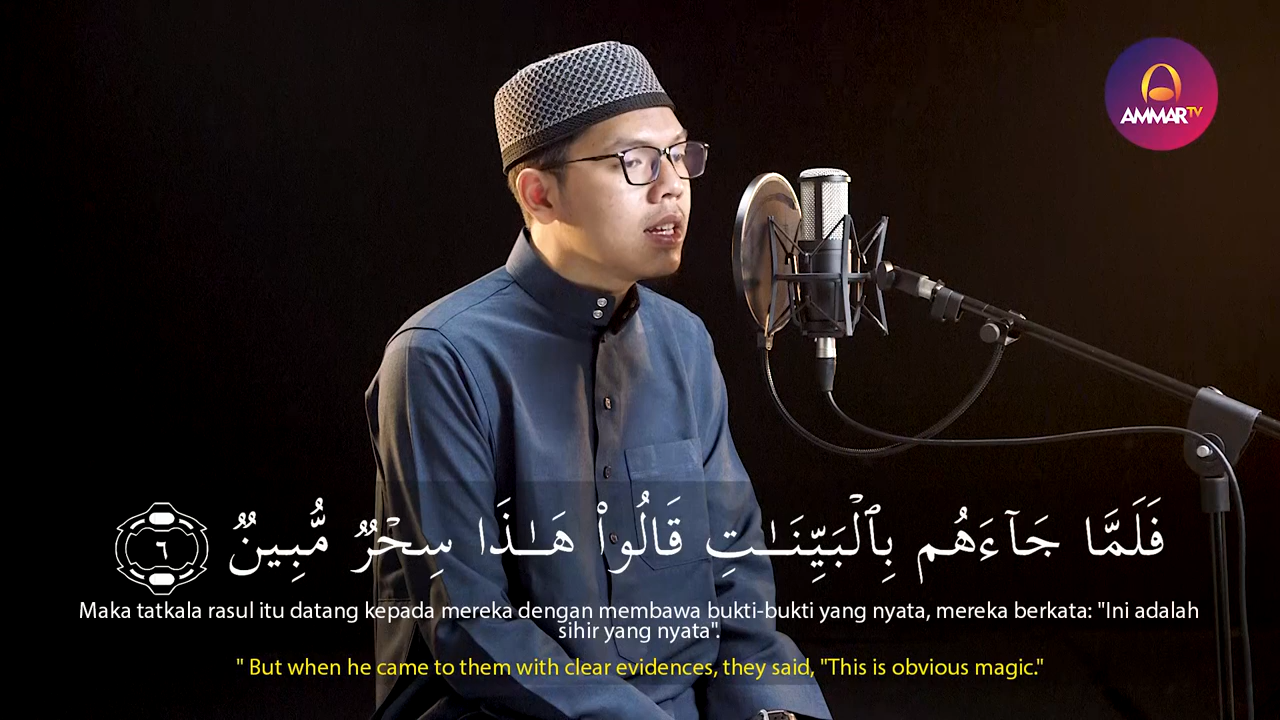 AMMARTV
فَلَمَّا جَآءَهُم بِٱلْبَيِّنَـٰتِ قَالُوا۟ هَـٰذَا سِحْرٌۭ مُّبِينٌۭ ٦
Maka tatkala rasul itu datang kepada mereka dengan membawa bukti-bukti yang nyata, mereka berkata: "Ini adalah
sihir yang nyata".
" But when he came to them with clear evidences, they said, "This is obvious magic."